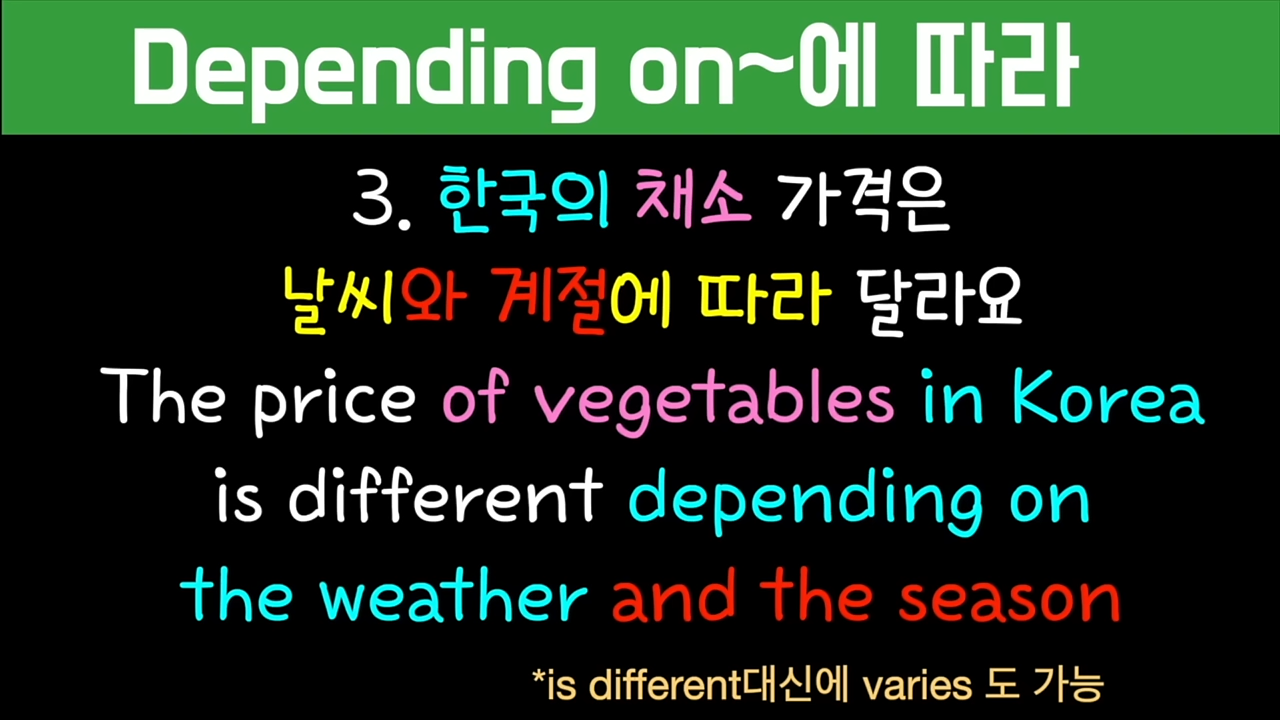 Depending on~에 따라
3. 한국의 채소 가격은
날씨와 계절에 따라 달라요
The price of vegetables in Korea
is different depending on
the weather and the season
*is different대신에 varies 도 가능